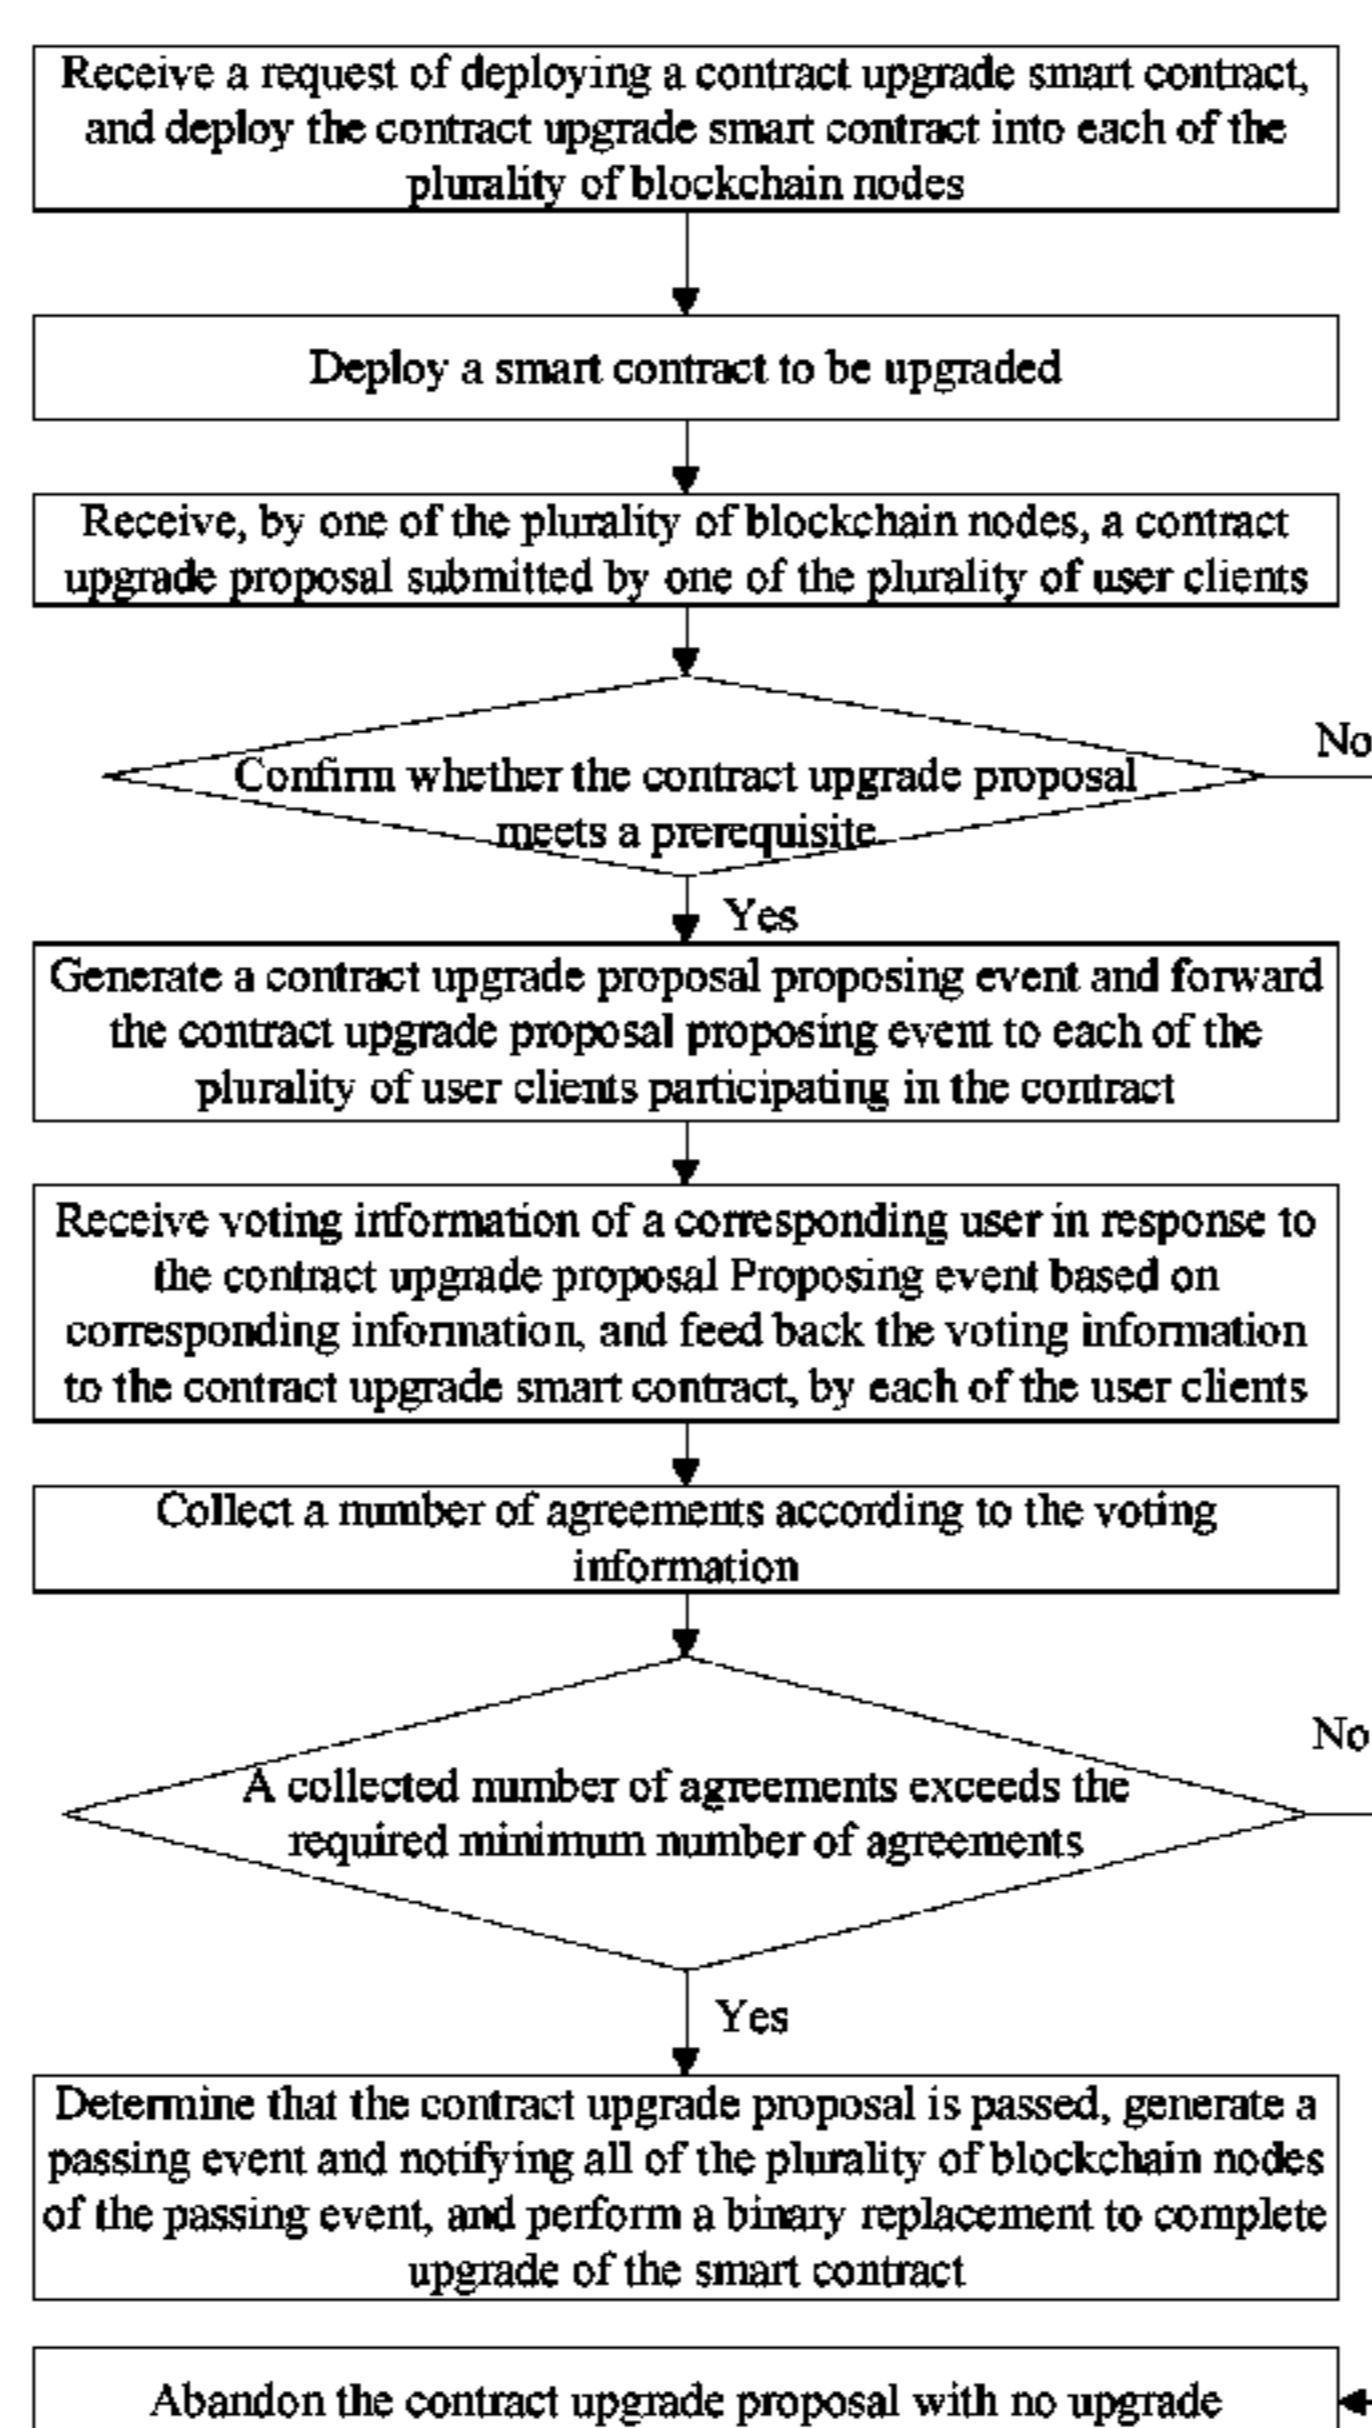 Receive a request of deploying a contract upgrade smart contract,
and deploy the contract upgrade smart contract into each of the
plurality of blockchain nodes
Deploy a smart contract to be upgraded
Receive, by one of the plurality of blockchain nodes, a contract
upgrade proposal submitted by one of the plurality of user clients
No
Confirm whether the contract upgrade proposal
meets a prerequisite
Yes
Generate a contract upgrade proposal proposing event and forward
the contract upgrade proposal proposing event to each of the
plurality of user clients participating in the contract
Receive voting information of a corresponding user in response to
the contract upgrade proposal Proposing event based on
corresponding information, and feed back the voting information
to the contract upgrade smart contract, by each of the user clients
Collect a number of agreements according to the voting
information
No
A collected number of agreements exceeds the
required minimum number of agreements
Yes
Determine that the contract upgrade proposal is passed, generate a
passing event and notifying all of the plurality of blockchain nodes
of the passing event, and perform a binary replacement to complete
upgrade of the smart contract
Abandon the contract upgrade proposal with no upgrade